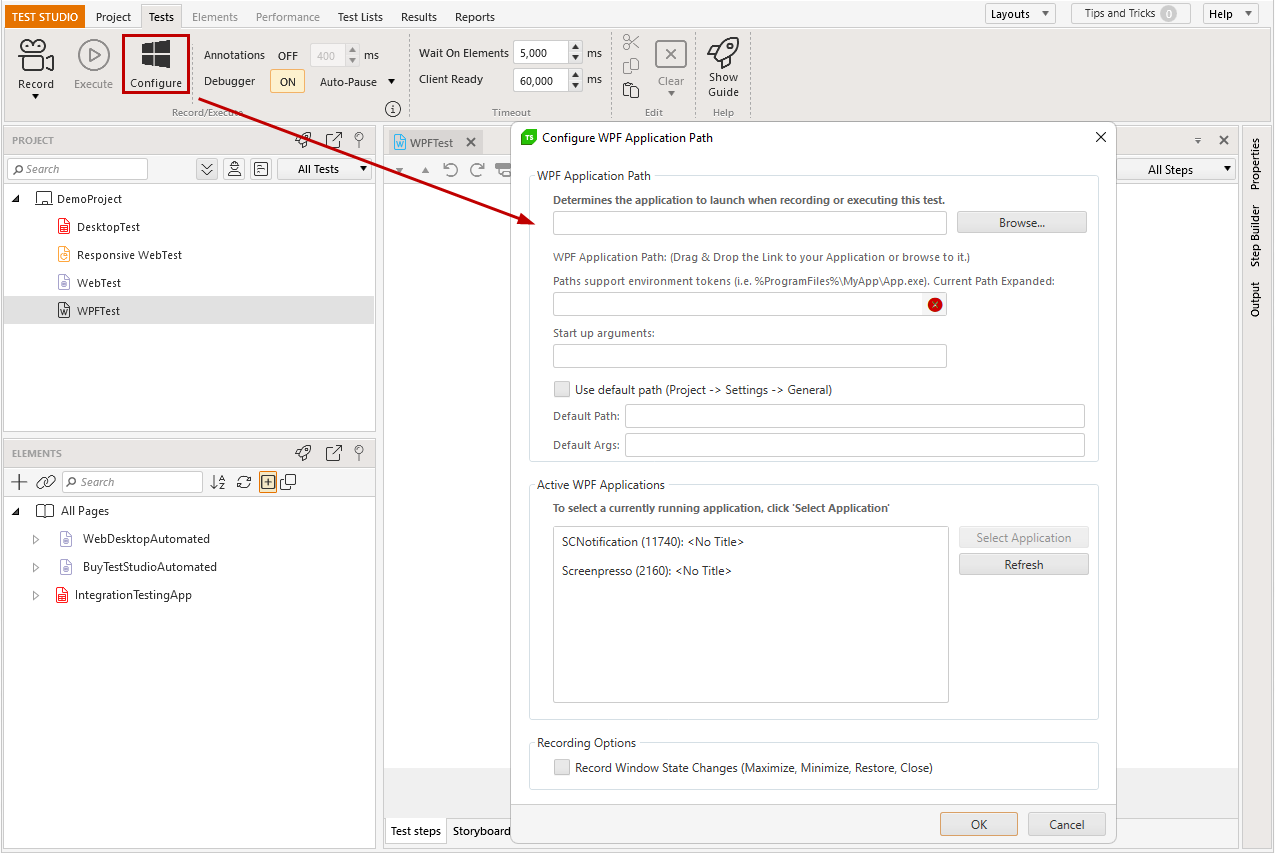 TEST STUDIO Project Tests Elements Performance Test Lists Results Reports Layouts Tips and Tricks 0 Help
Record Execute Configure
Annotations OFF 400 ms
Debugger ON Auto-Pause
Record/Execute
Wait On Elements 5,000 ms
Client Ready 60,000 ms
Timeout
Clear
Edit
Show
Guide
Help
PROJECT
Search All Tests
DemoProject
DesktopTest
Responsive WebTest
WebTest
WPFTest
ELEMENTS
Search
All Pages
WebDesktopAutomated
BuyTestStudioAutomated
IntegrationTestingApp
WPFTest
All Steps
Test steps Storyboard
TS Configure WPF Application Path
WPF Application Path
Determines the application to launch when recording or executing this test.
Browse...
WPF Application Path: (Drag & Drop the Link to your Application or browse to it.)
Paths support environment tokens (i.e. %ProgramFiles%\MyApp\App.exe). Current Path Expanded:
Start up arguments:
Use default path (Project -> Settings -> General)
Default Path:
Default Args:
Active WPF Applications
To select a currently running application, click 'Select Application'
SCNotification (11740): <No Title>
Screenpresso (2160): <No Title>
Select Application
Refresh
Recording Options
Record Window State Changes (Maximize, Minimize, Restore, Close)
OK Cancel
Properties
Step Builder
Output